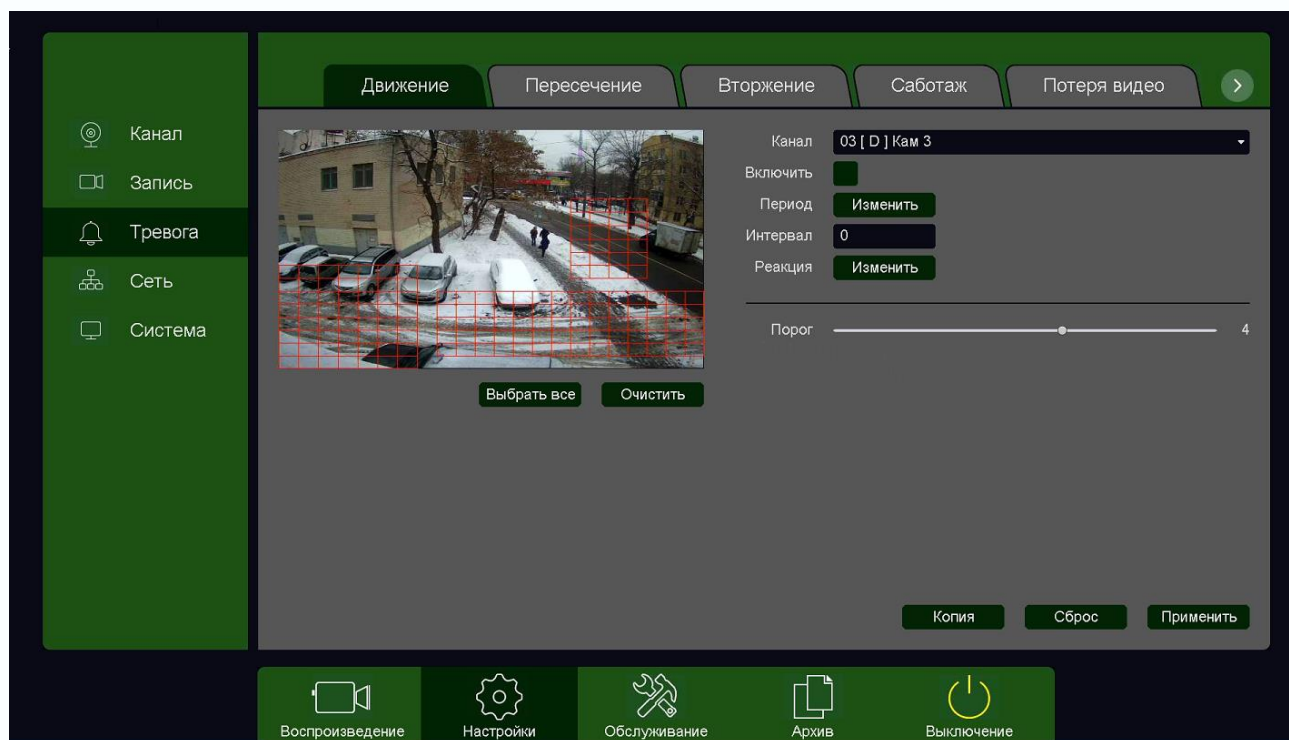 Движение Пересечение Вторжение Саботаж Потеря видео
Канал
Запись
Тревога
Сеть
Система
Канал 03 [ D ] Кам 3
Включить
Период Изменить
Интервал 0
Реакция Изменить
Порог 4
Выбрать все Очистить
Копия Сброс Применить
Воспроизведение Настройки Обслуживание Архив Выключение